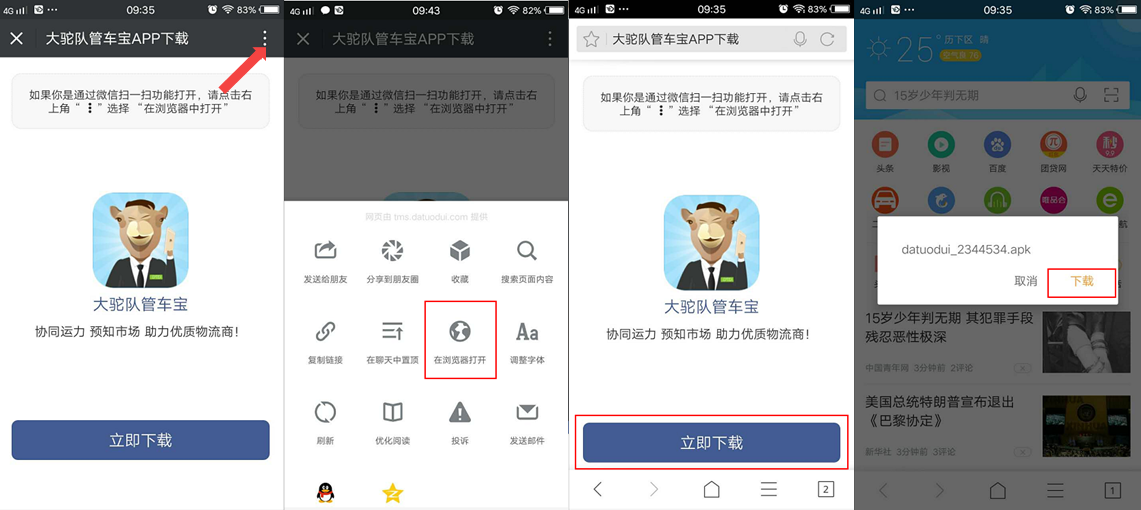 4G 09:35 83%
大驼队管车宝APP下载
如果你是通过微信扫一扫功能打开，请点击右
上角“⋮”选择 “在浏览器中打开”
大驼队管车宝
协同运力 预知市场 助力优质物流商!
立即下载
4G 09:43 82%
大驼队管车宝APP下载
如果你是通过微信扫一扫功能打开，请点击右
上角“⋮”选择 “在浏览器中打开”
网页由 tms.datuodui.com 提供
发送给朋友 分享到朋友圈 收藏 搜索页面内容
复制链接 在聊天中置顶 在浏览器打开 调整字体
Aa
刷新 优化阅读 投诉 发送邮件
4G 09:35 83%
大驼队管车宝APP下载
如果你是通过微信扫一扫功能打开，请点击右
上角“⋮”选择 “在浏览器中打开”
大驼队管车宝
协同运力 预知市场 助力优质物流商!
立即下载
2
4G 09:35 83%
25° 历下区 晴
空气良 76
15岁少年判无期
头条 影视 百度 团贷网 天天特价
datuodui_2344534.apk
取消 下载
15岁少年判无期 其犯罪手段
残忍恶性极深
中国青年网 3分钟前 2评论
美国总统特朗普宣布退出
《巴黎协定》
新华社 3分钟前 3评论
1